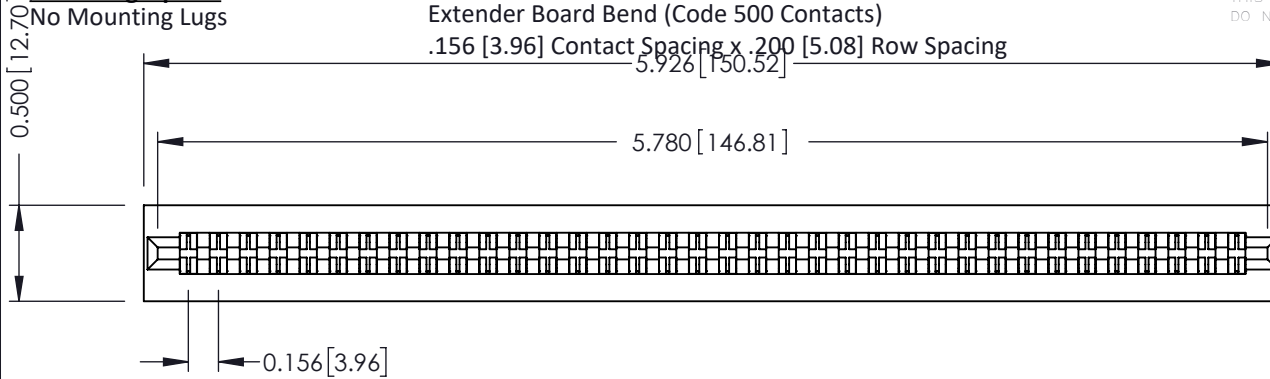 No Mounting Lugs
Extender Board Bend (Code 500 Contacts)
.156 [3.96] Contact Spacing x .200 [5.08] Row Spacing
DO N
0.500 [12.70]
5.926 [150.52]
5.780 [146.81]
0.156 [3.96]